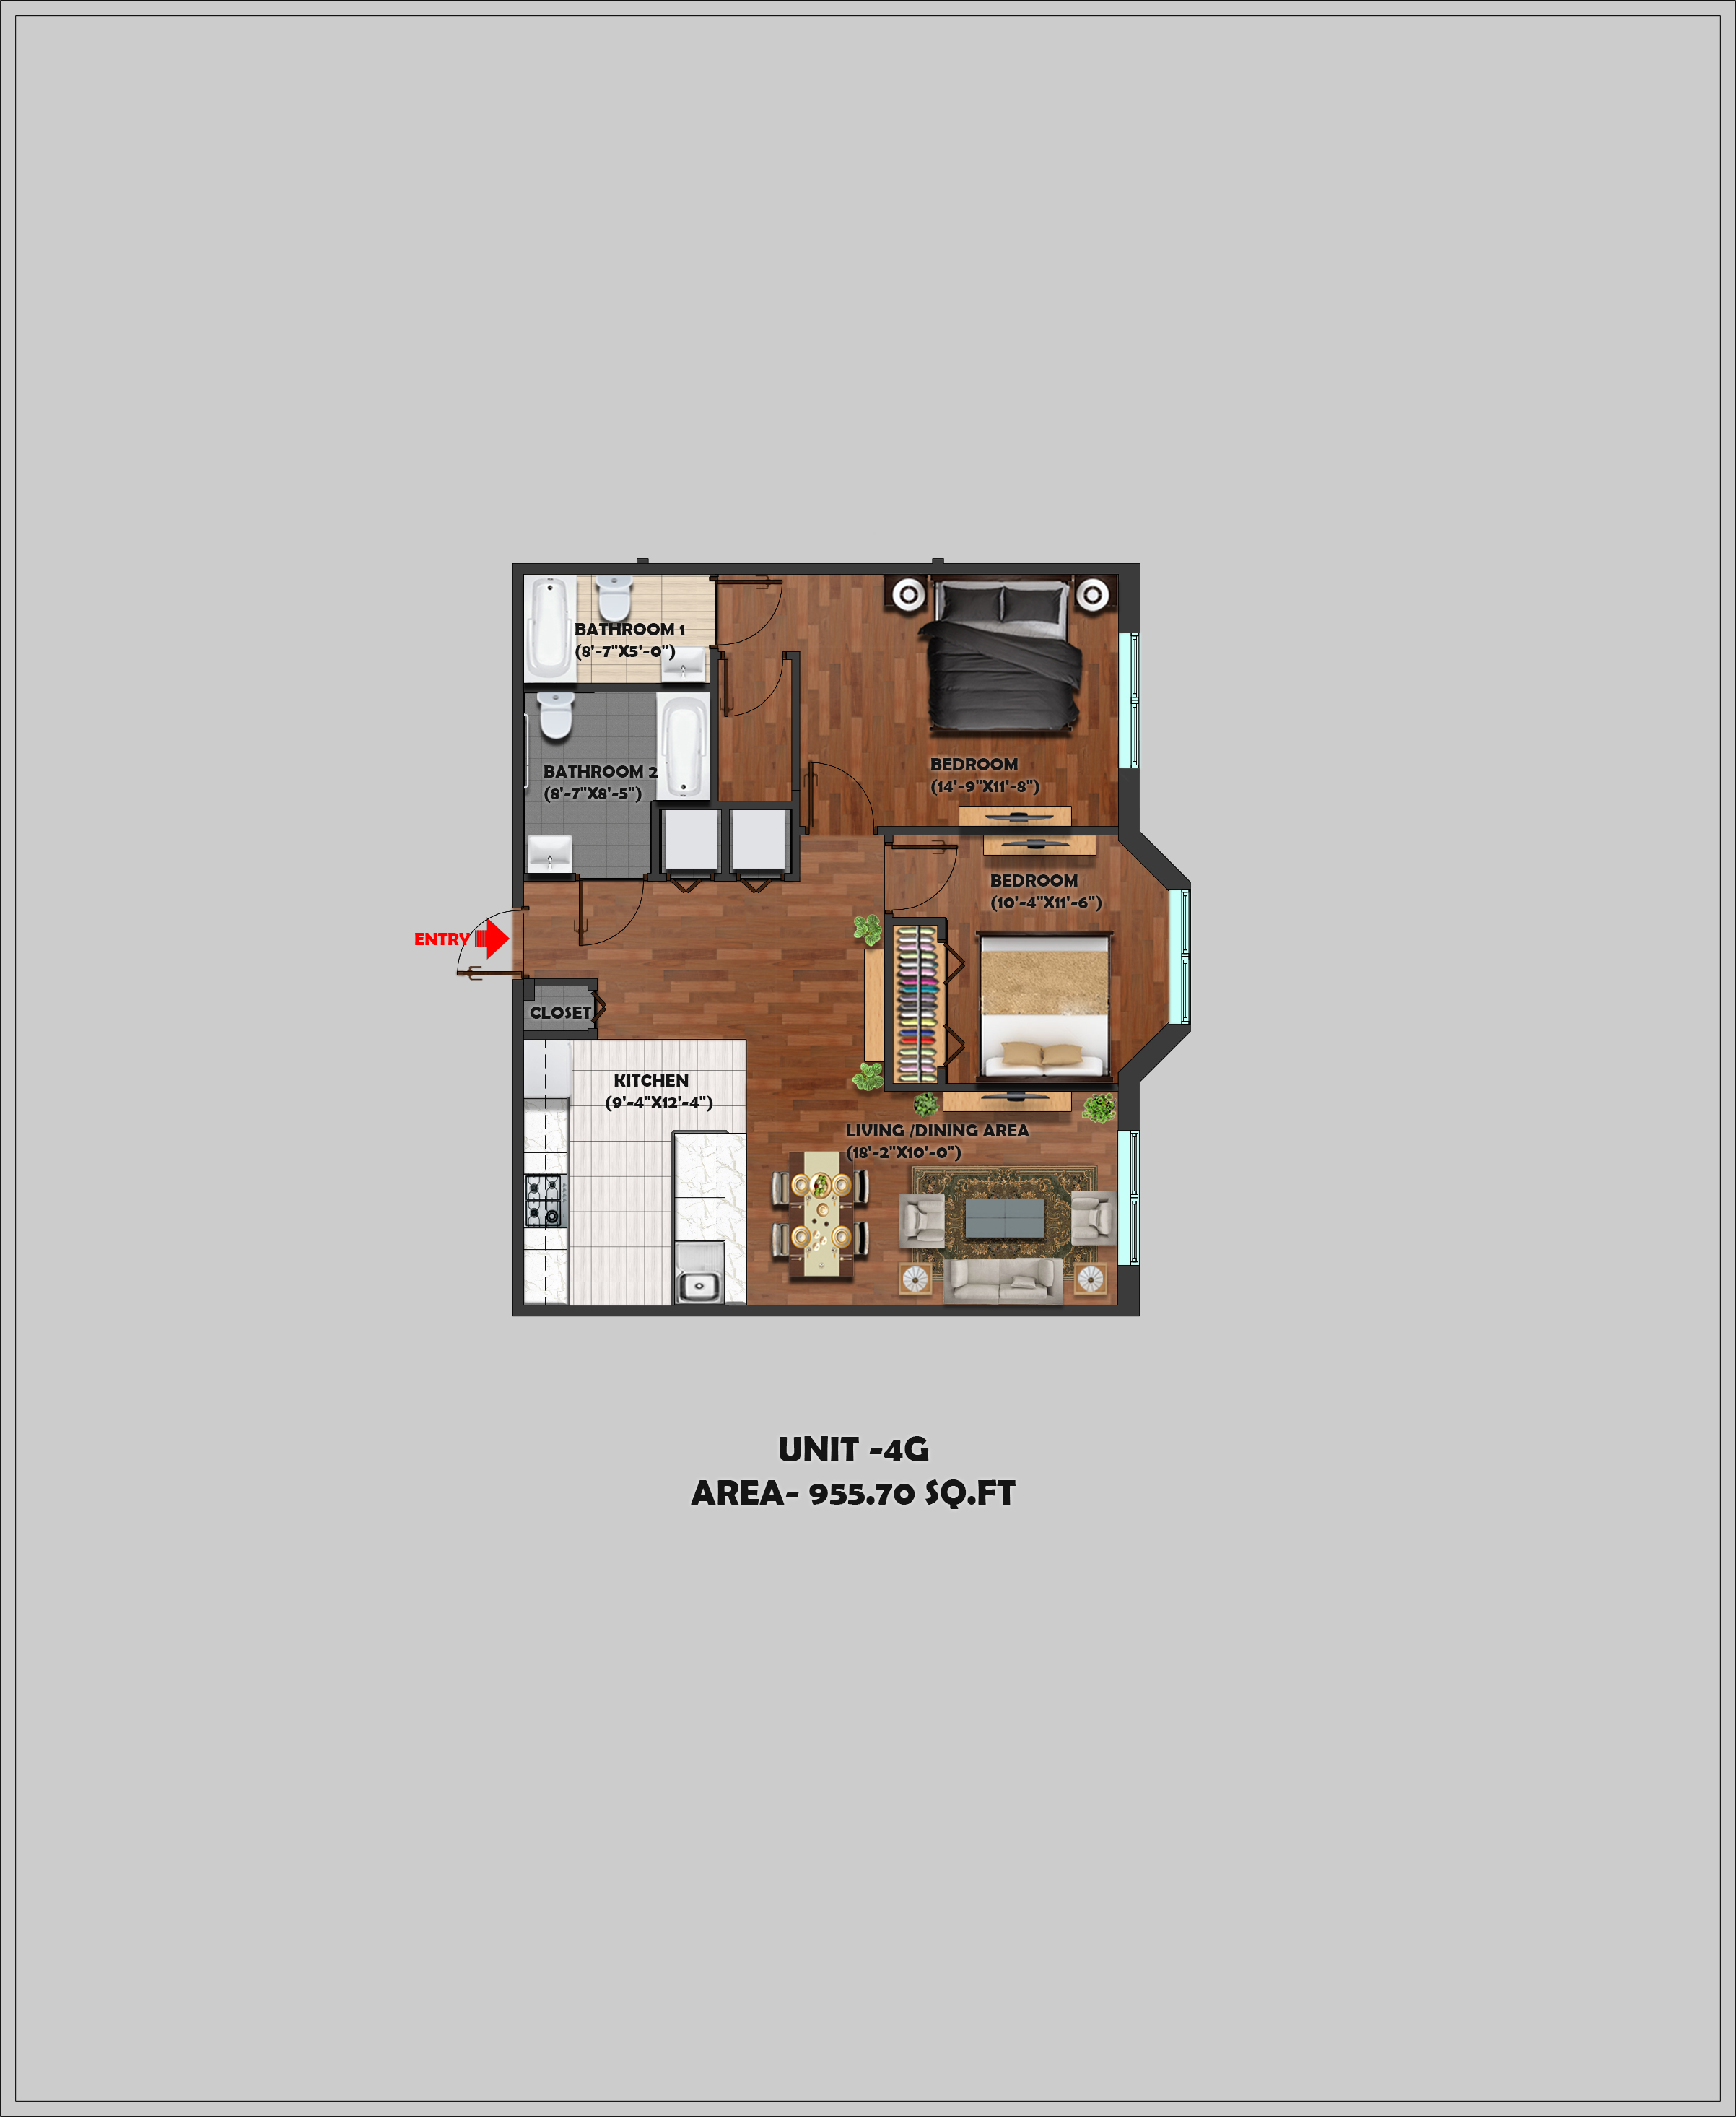 BATHROOM 1
(8'-7"X5'-0")
BATHROOM 2
(8'-7"X8'-5")
BEDROOM
(14'-9"X11'-8")
BEDROOM
(10'-4"X11'-6")
ENTRY
CLOSET
KITCHEN
(9'-4"X12'-4")
LIVING /DINING AREA
(18'-2"X10'-0")
UNIT -4G
AREA- 955.70 SQ.FT